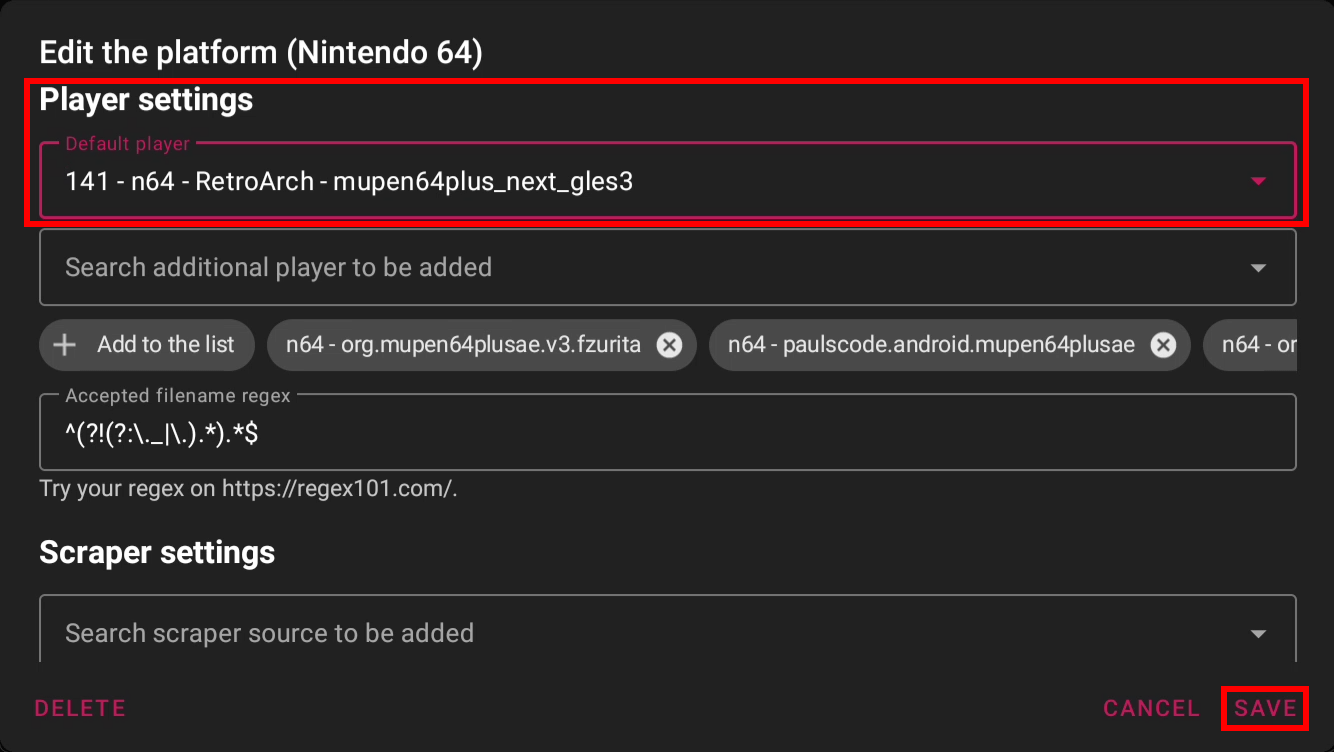 Edit the platform (Nintendo 64)
Player settings
Default player
141 - n64 - RetroArch - mupen64plus_next_gles3
Search additional player to be added
Add to the list
n64 - org.mupen64plusae.v3.fzurita
n64 - paulscode.android.mupen64plusae
n64 - or
Accepted filename regex
^(?!(?:\._|\.).*).*$
Try your regex on https://regex101.com/.
Scraper settings
Search scraper source to be added
DELETE
CANCEL
SAVE